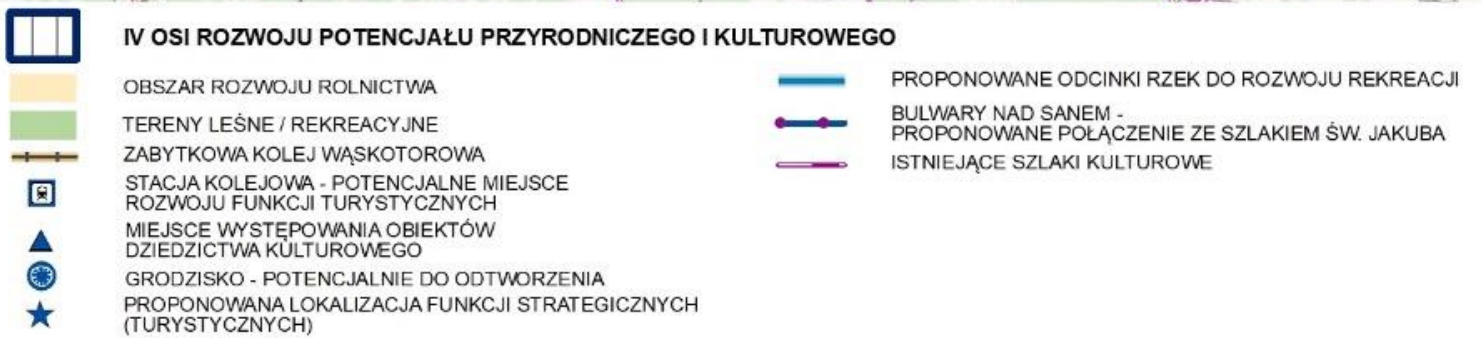 IV OSI ROZWOJU POTENCJAŁU PRZYRODNICZEGO I KULTUROWEGO
OBSZAR ROZWOJU ROLNICTWA
TERENY LEŚNE / REKREACYJNE
ZABYTKOWA KOLEJ WĄSKOTOROWA
STACJA KOLEJOWA - POTENCJALNE MIEJSCE
ROZWOJU FUNKCJI TURYSTYCZNYCH
MIEJSCE WYSTĘPOWANIA OBIEKTÓW
DZIEDZICTWA KULTUROWEGO
GRODZISKO - POTENCJALNIE DO ODTWORZENIA
PROPONOWANA LOKALIZACJA FUNKCJI STRATEGICZNYCH
(TURYSTYCZNYCH)
PROPONOWANE ODCINKI RZEK DO ROZWOJU REKREACJI
BULWARY NAD SANEM -
PROPONOWANE POŁĄCZENIE ZE SZLAKIEM ŚW. JAKUBA
ISTNIEJĄCE SZLAKI KULTUROWE